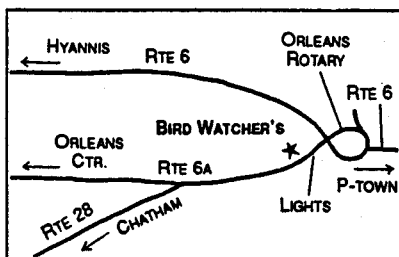 HYANNIS
RTE 6
ORLEANS
ROTARY
RTE 6
ORLEANS
CTR.
BIRD WATCHER'S
RTE 6A
P-TOWN
LIGHTS
RTE 28
CHATHAM